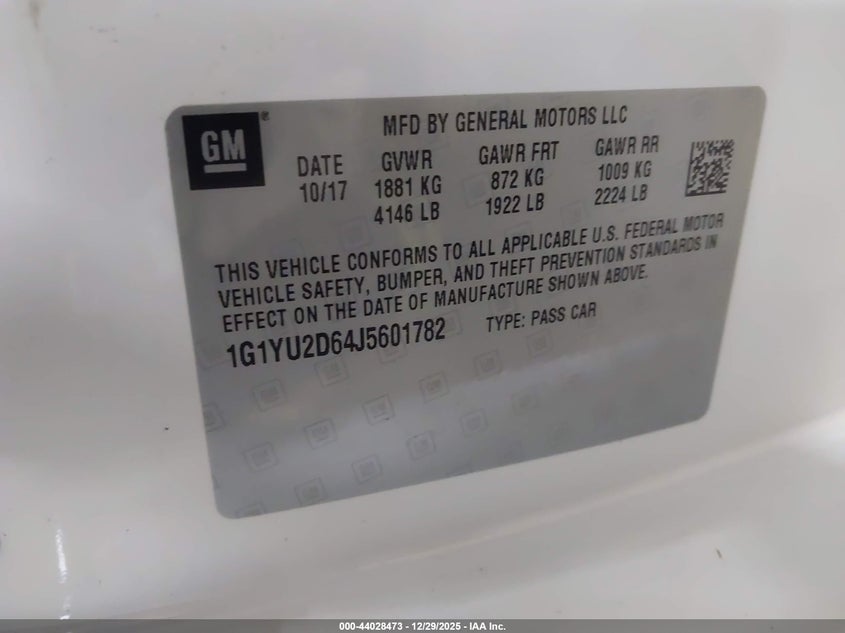 GM®
MFD BY GENERAL MOTORS LLC
DATE GVWR GAWR FRT GAWR RR
10/17 1881 KG 872 KG 1009 KG
4146 LB 1922 LB 2224 LB
THIS VEHICLE CONFORMS TO ALL APPLICABLE U.S. FEDERAL MOTOR
VEHICLE SAFETY, BUMPER, AND THEFT PREVENTION STANDARDS IN
EFFECT ON THE DATE OF MANUFACTURE SHOWN ABOVE.
1G1YU2D64J5601782 TYPE: PASS CAR
000-44028473 — 12/29/2025 — IAA Inc.